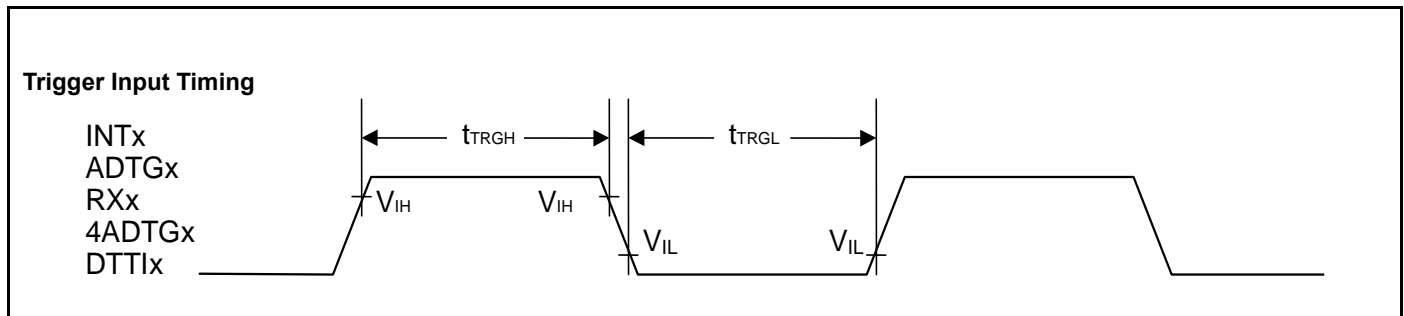 Trigger Input Timing
INTx
ADTGx
RXx
4ADTGx
DTTIx
tTRGH
tTRGL
VIH
VIH
VIL
VIL